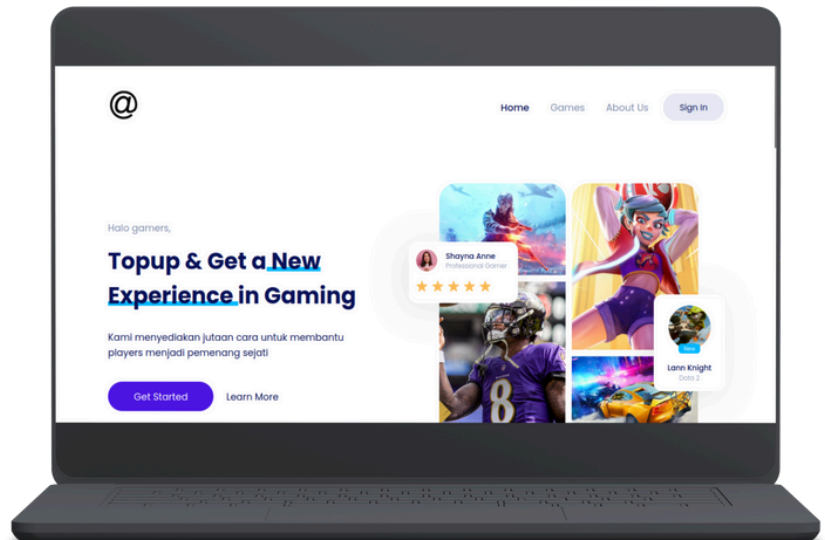 @
Home Games About Us Sign In
Halo gamers,
Topup & Get a New
Experience in Gaming
Kami menyediakan jutaan cara untuk membantu
players menjadi pemenang sejati
Get Started Learn More
Shayna Anne
Professional Gamer
8
Lann Knight
Dota 2